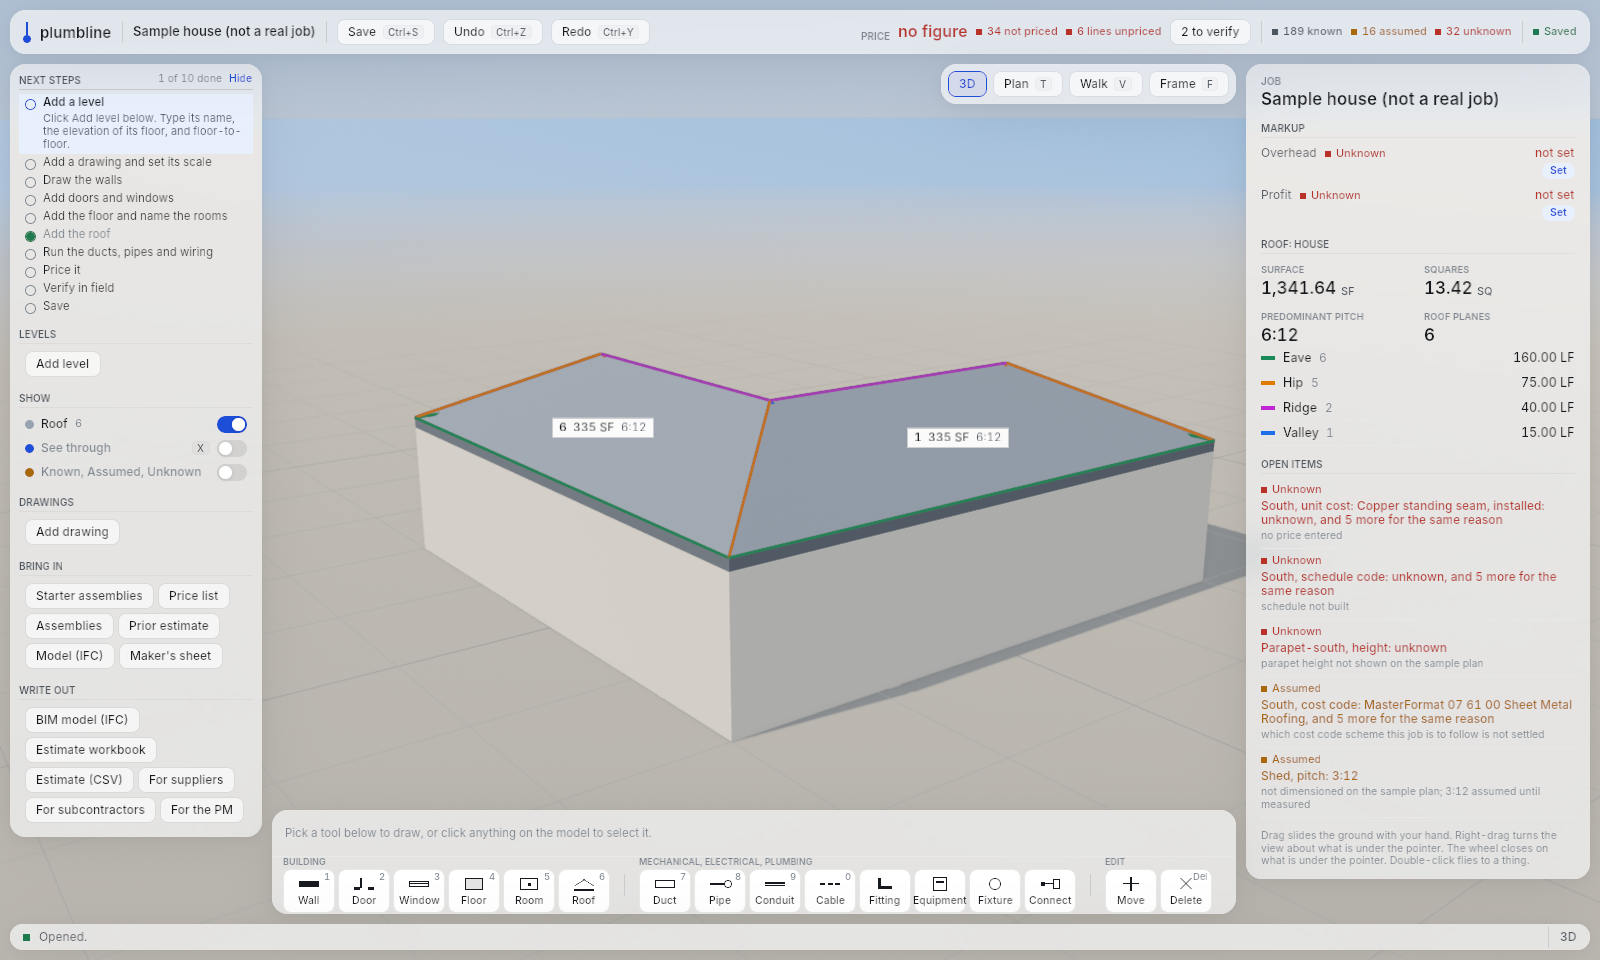 plumbline
Sample house (not a real job)
Save Ctrl+S
Undo Ctrl+Z
Redo Ctrl+Y
PRICE no figure 34 not priced 6 lines unpriced
2 to verify
189 known 16 assumed 32 unknown
Saved
NEXT STEPS 1 of 10 done Hide
Add a level
Click Add level below. Type its name,
the elevation of its floor, and floor-to-
floor.
Add a drawing and set its scale
Draw the walls
Add doors and windows
Add the floor and name the rooms
Add the roof
Run the ducts, pipes and wiring
Price it
Verify in field
Save
LEVELS
Add level
SHOW
Roof 6
See through X
Known, Assumed, Unknown
DRAWINGS
Add drawing
BRING IN
Starter assemblies Price list
Assemblies Prior estimate
Model (IFC) Maker's sheet
WRITE OUT
BIM model (IFC)
Estimate workbook
Estimate (CSV) For suppliers
For subcontractors For the PM
3D Plan T Walk V Frame F
6 335 SF 6:12
1 335 SF 6:12
Pick a tool below to draw, or click anything on the model to select it.
BUILDING
Wall 1
Door 2
Window 3
Floor 4
Room 5
Roof 6
MECHANICAL, ELECTRICAL, PLUMBING
Duct 7
Pipe 8
Conduit 9
Cable 0
Fitting
Equipment
Fixture
Connect
EDIT
Move
Delete Del
JOB
Sample house (not a real job)
MARKUP
Overhead Unknown not set
Set
Profit Unknown not set
Set
ROOF: HOUSE
SURFACE SQUARES
1,341.64 SF 13.42 SQ
PREDOMINANT PITCH ROOF PLANES
6:12 6
Eave 6 160.00 LF
Hip 5 75.00 LF
Ridge 2 40.00 LF
Valley 1 15.00 LF
OPEN ITEMS
Unknown
South, unit cost: Copper standing seam, installed:
unknown, and 5 more for the same reason
no price entered
Unknown
South, schedule code: unknown, and 5 more for the
same reason
schedule not built
Unknown
Parapet-south, height: unknown
parapet height not shown on the sample plan
Assumed
South, cost code: MasterFormat 07 61 00 Sheet Metal
Roofing, and 5 more for the same reason
which cost code scheme this job is to follow is not settled
Assumed
Shed, pitch: 3:12
not dimensioned on the sample plan; 3:12 assumed until
measured
Drag slides the ground with your hand. Right-drag turns the
view about what is under the pointer. The wheel closes on
what is under the pointer. Double-click flies to a thing.
Opened.
3D